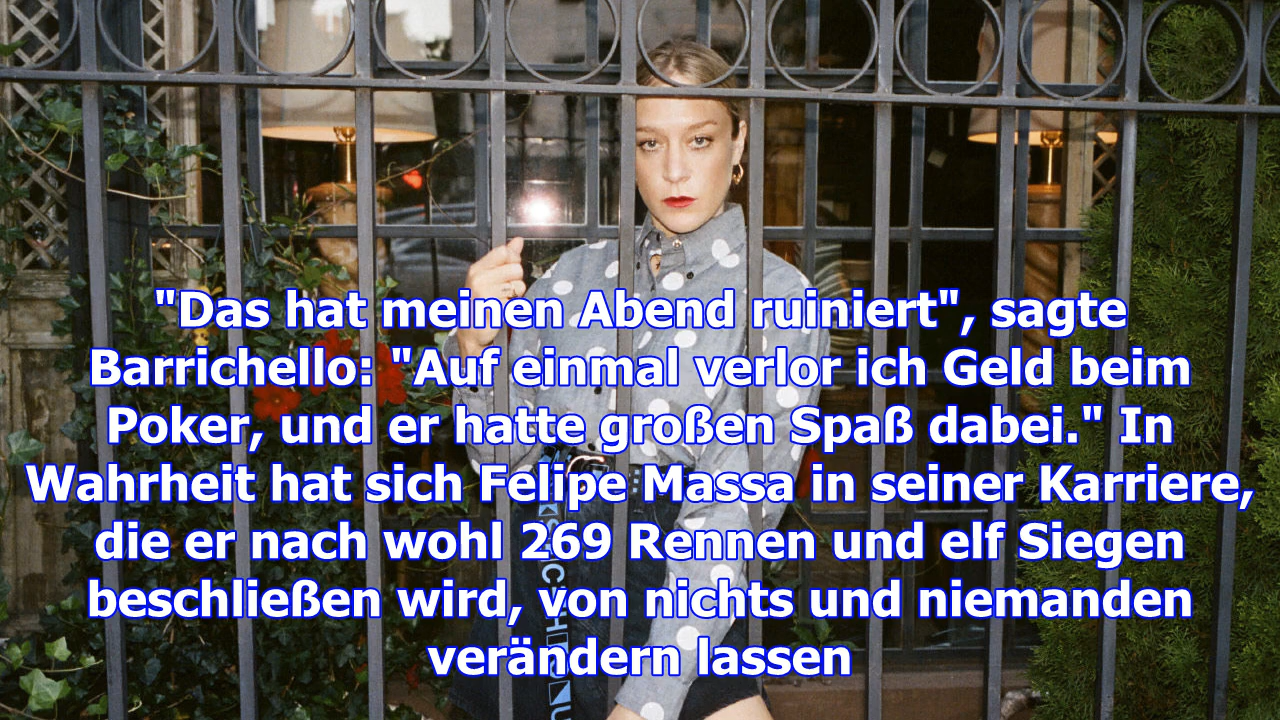 "Das hat meinen Abend ruiniert", sagte
Barrichello: "Auf einmal verlor ich Geld beim
Poker, und er hatte großen Spaß dabei." In
Wahrheit hat sich Felipe Massa in seiner Karriere,
die er nach wohl 269 Rennen und elf Siegen
beschließen wird, von nichts und niemanden
verändern lassen